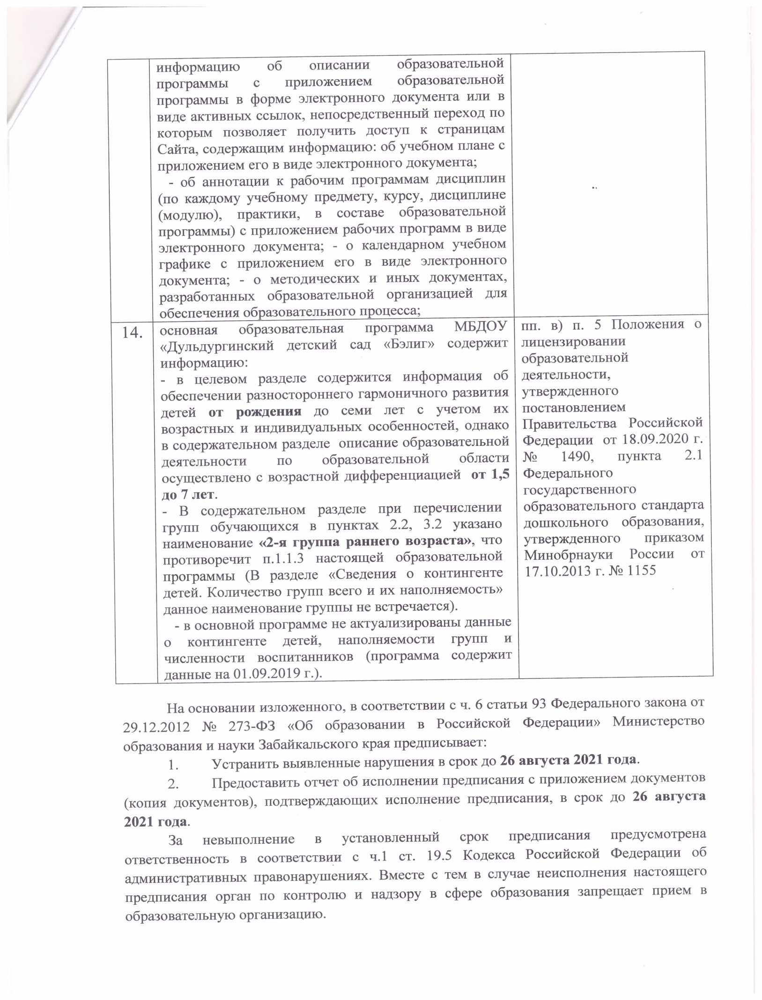 информацию об описании образовательной
программы с приложением образовательной
программы в форме электронного документа или в
виде активных ссылок, непосредственный переход по
которым позволяет получить доступ к страницам
Сайта, содержащим информацию: об учебном плане с
приложением его в виде электронного документа;
- об аннотации к рабочим программам дисциплин
(по каждому учебному предмету, курсу, дисциплине
(модулю), практики, в составе образовательной
программы) с приложением рабочих программ в виде
электронного документа; - о календарном учебном
графике с приложением его в виде электронного
документа; - о методических и иных документах,
разработанных образовательной организацией для
обеспечения образовательного процесса;
14.
основная образовательная программа МБДОУ
«Дульдургинский детский сад «Бэлиг» содержит
информацию:
- в целевом разделе содержится информация об
обеспечении разностороннего гармоничного развития
детей от рождения до семи лет с учетом их
возрастных и индивидуальных особенностей, однако
в содержательном разделе описание образовательной
деятельности по образовательной области
осуществлено с возрастной дифференциацией от 1,5
до 7 лет.
- В содержательном разделе при перечислении
групп обучающихся в пунктах 2.2, 3.2 указано
наименование «2-я группа раннего возраста», что
противоречит п.1.1.3 настоящей образовательной
программы (В разделе «Сведения о контингенте
детей. Количество групп всего и их наполняемость»
данное наименование группы не встречается).
- в основной программе не актуализированы данные
о контингенте детей, наполняемости групп и
численности воспитанников (программа содержит
данные на 01.09.2019 г.).
пп. в) п. 5 Положения о
лицензировании
образовательной
деятельности,
утвержденного
постановлением
Правительства Российской
Федерации от 18.09.2020 г.
№ 1490, пункта 2.1
Федерального
государственного
образовательного стандарта
дошкольного образования,
утвержденного приказом
Минобрнауки России от
17.10.2013 г. № 1155
На основании изложенного, в соответствии с ч. 6 статьи 93 Федерального закона от
29.12.2012 № 273-ФЗ «Об образовании в Российской Федерации» Министерство
образования и науки Забайкальского края предписывает:
1. Устранить выявленные нарушения в срок до 26 августа 2021 года.
2. Предоставить отчет об исполнении предписания с приложением документов
(копия документов), подтверждающих исполнение предписания, в срок до 26 августа
2021 года.
За невыполнение в установленный срок предписания предусмотрена
ответственность в соответствии с ч.1 ст. 19.5 Кодекса Российской Федерации об
административных правонарушениях. Вместе с тем в случае неисполнения настоящего
предписания орган по контролю и надзору в сфере образования запрещает прием в
образовательную организацию.